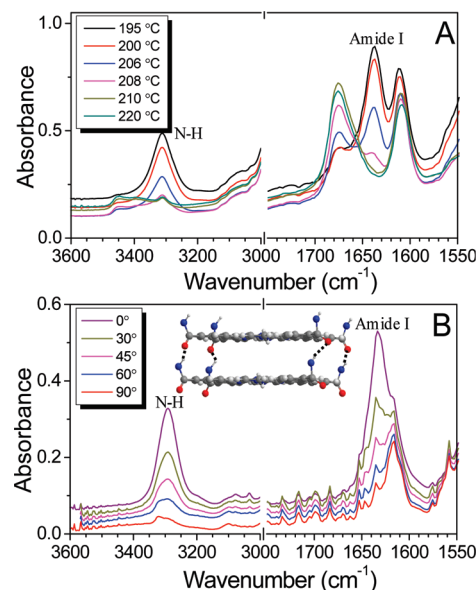 A
195 °C
200 °C
206 °C
208 °C
210 °C
220 °C
N-H
Amide I
Absorbance
1.0
0.5
0.0
3600 3400 3200 3000 1700 1650 1600 1550
Wavenumber (cm-1)
B
0°
30°
45°
60°
90°
N-H
Amide I
Absorbance
0.6
0.4
0.2
0.0
3600 3400 3200 3000 1700 1650 1600 1550
Wavenumber (cm-1)